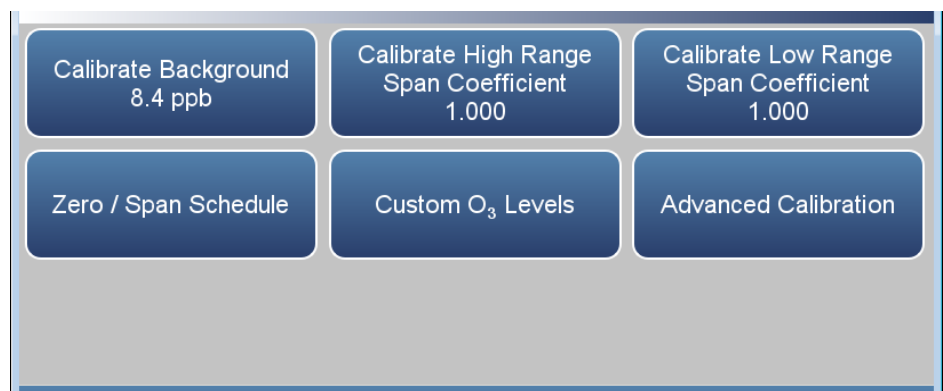 Calibrate Background
8.4 ppb
Calibrate High Range
Span Coefficient
1.000
Calibrate Low Range
Span Coefficient
1.000
Zero / Span Schedule
Custom O₃ Levels
Advanced Calibration